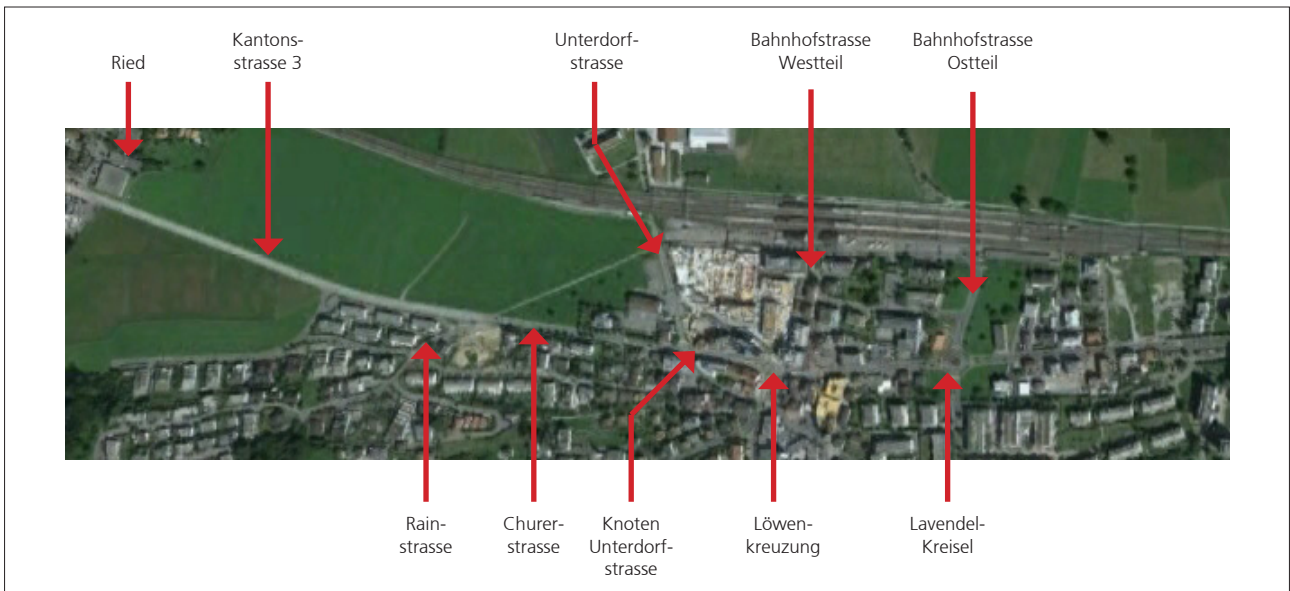 Ried
Kantons-
strasse 3
Unterdorf-
strasse
Bahnhofstrasse
Westteil
Bahnhofstrasse
Ostteil
Rain-
strasse
Churer-
strasse
Knoten
Unterdorf-
strasse
Löwen-
kreuzung
Lavendel-
Kreisel